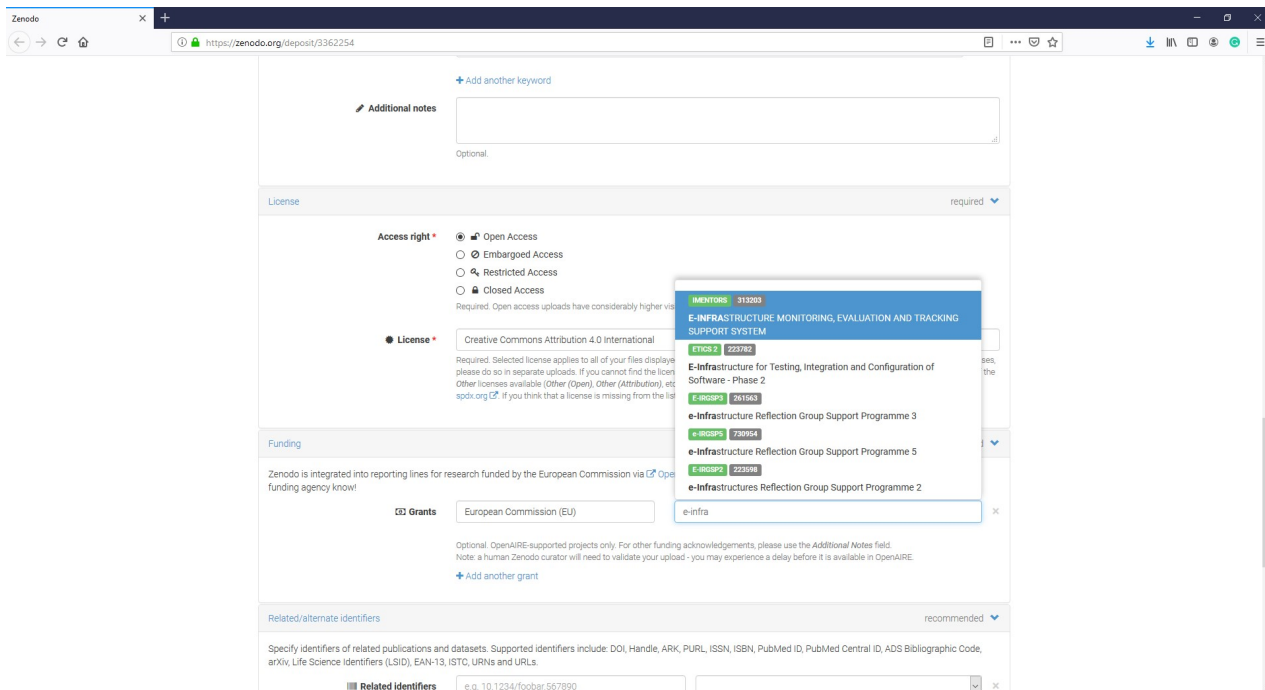 Zenodo
https://zenodo.org/deposit/3362254
Add another keyword
Additional notes
Optional.
License
required
Access right *
Open Access
Embargoed Access
Restricted Access
Closed Access
Required. Open access uploads have considerably higher vis
License *
Creative Commons Attribution 4.0 International
Required. Selected license applies to all of your files displaye
ses,
please do so in separate uploads. If you cannot find the licen
the
Other licenses available (Other (Open), Other (Attribution), etc
spdx.org. If you think that a license is missing from the list
IMENTORS 313203
E-INFRASTRUCTURE MONITORING, EVALUATION AND TRACKING
SUPPORT SYSTEM
ETICS 2 223782
E-Infrastructure for Testing, Integration and Configuration of
Software - Phase 2
E-IRGSP3 261563
e-Infrastructure Reflection Group Support Programme 3
e-IRGSP5 730954
e-Infrastructure Reflection Group Support Programme 5
E-IRGSP2 223598
e-Infrastructures Reflection Group Support Programme 2
Funding
Zenodo is integrated into reporting lines for research funded by the European Commission via Ope
funding agency know!
Grants
European Commission (EU)
e-infra
Optional. OpenAIRE-supported projects only. For other funding acknowledgements, please use the Additional Notes field.
Note: a human Zenodo curator will need to validate your upload - you may experience a delay before it is available in OpenAIRE.
Add another grant
Related/alternate identifiers
recommended
Specify identifiers of related publications and datasets. Supported identifiers include: DOI, Handle, ARK, PURL, ISSN, ISBN, PubMed ID, PubMed Central ID, ADS Bibliographic Code,
arXiv, Life Science Identifiers (LSID), EAN-13, ISTC, URNs and URLs.
Related identifiers
e.g. 10.1234/foobar.567890